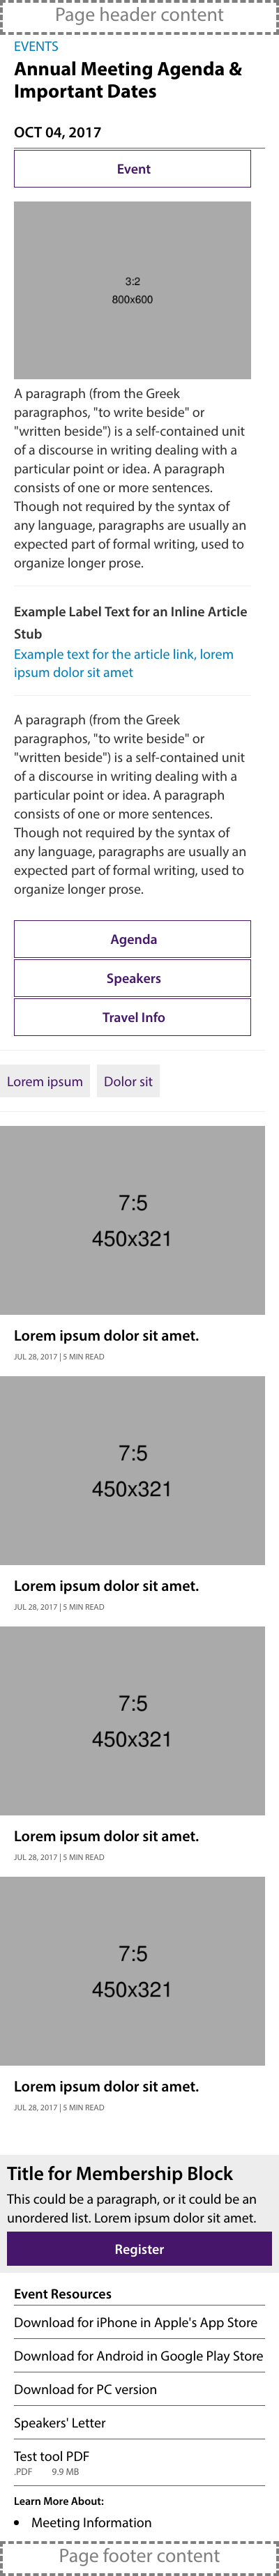 Page header content
EVENTS
Annual Meeting Agenda &
Important Dates
OCT 04, 2017
Event
3:2
800x600
A paragraph (from the Greek
paragraphos, "to write beside" or
"written beside") is a self-contained unit
of a discourse in writing dealing with a
particular point or idea. A paragraph
consists of one or more sentences.
Though not required by the syntax of
any language, paragraphs are usually an
expected part of formal writing, used to
organize longer prose.
Example Label Text for an Inline Article
Stub
Example text for the article link, lorem
ipsum dolor sit amet
A paragraph (from the Greek
paragraphos, "to write beside" or
"written beside") is a self-contained unit
of a discourse in writing dealing with a
particular point or idea. A paragraph
consists of one or more sentences.
Though not required by the syntax of
any language, paragraphs are usually an
expected part of formal writing, used to
organize longer prose.
Agenda
Speakers
Travel Info
Lorem ipsum Dolor sit
7:5
450x321
Lorem ipsum dolor sit amet.
JUL 28, 2017 | 5 MIN READ
7:5
450x321
Lorem ipsum dolor sit amet.
JUL 28, 2017 | 5 MIN READ
7:5
450x321
Lorem ipsum dolor sit amet.
JUL 28, 2017 | 5 MIN READ
7:5
450x321
Lorem ipsum dolor sit amet.
JUL 28, 2017 | 5 MIN READ
Title for Membership Block
This could be a paragraph, or it could be an
unordered list. Lorem ipsum dolor sit amet.
Register
Event Resources
Download for iPhone in Apple's App Store
Download for Android in Google Play Store
Download for PC version
Speakers' Letter
Test tool PDF
.PDF 9.9 MB
Learn More About:
• Meeting Information
Page footer content